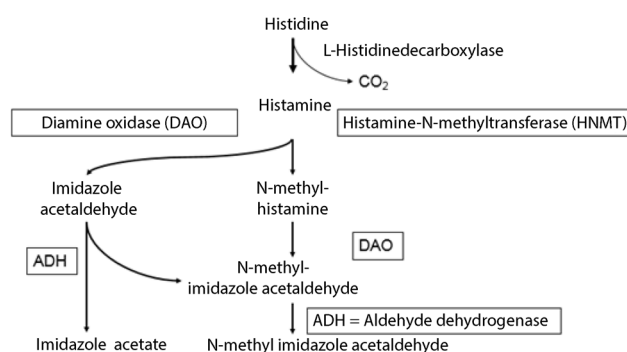 Histidine
L-Histidinedecarboxylase
CO₂
Histamine
Diamine oxidase (DAO)
Histamine-N-methyltransferase (HNMT)
Imidazole
acetaldehyde
N-methyl-
histamine
ADH
DAO
N-methyl-
imidazole acetaldehyde
ADH = Aldehyde dehydrogenase
Imidazole acetate
N-methyl imidazole acetaldehyde